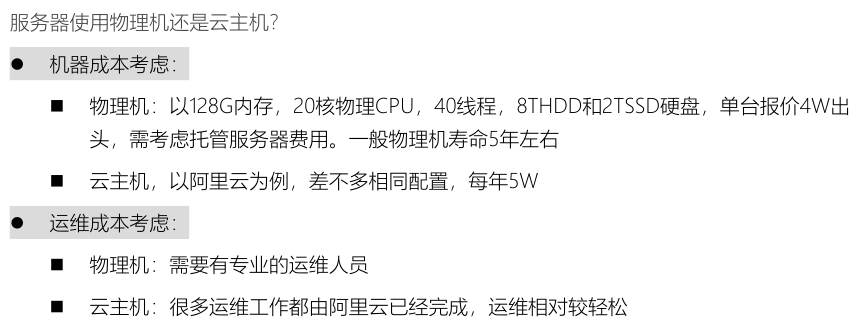 服务器使用物理机还是云主机？
● 机器成本考虑：
■ 物理机：以128G内存，20核物理CPU，40线程，8THDD和2TSSD硬盘，单台报价4W出
头，需考虑托管服务器费用。一般物理机寿命5年左右
■ 云主机，以阿里云为例，差不多相同配置，每年5W
● 运维成本考虑：
■ 物理机：需要有专业的运维人员
■ 云主机：很多运维工作都由阿里云已经完成，运维相对较轻松